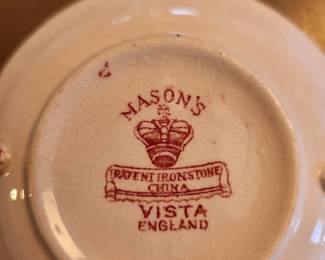 MASON'S
PATENT IRONSTONE
CHINA
VISTA
ENGLAND